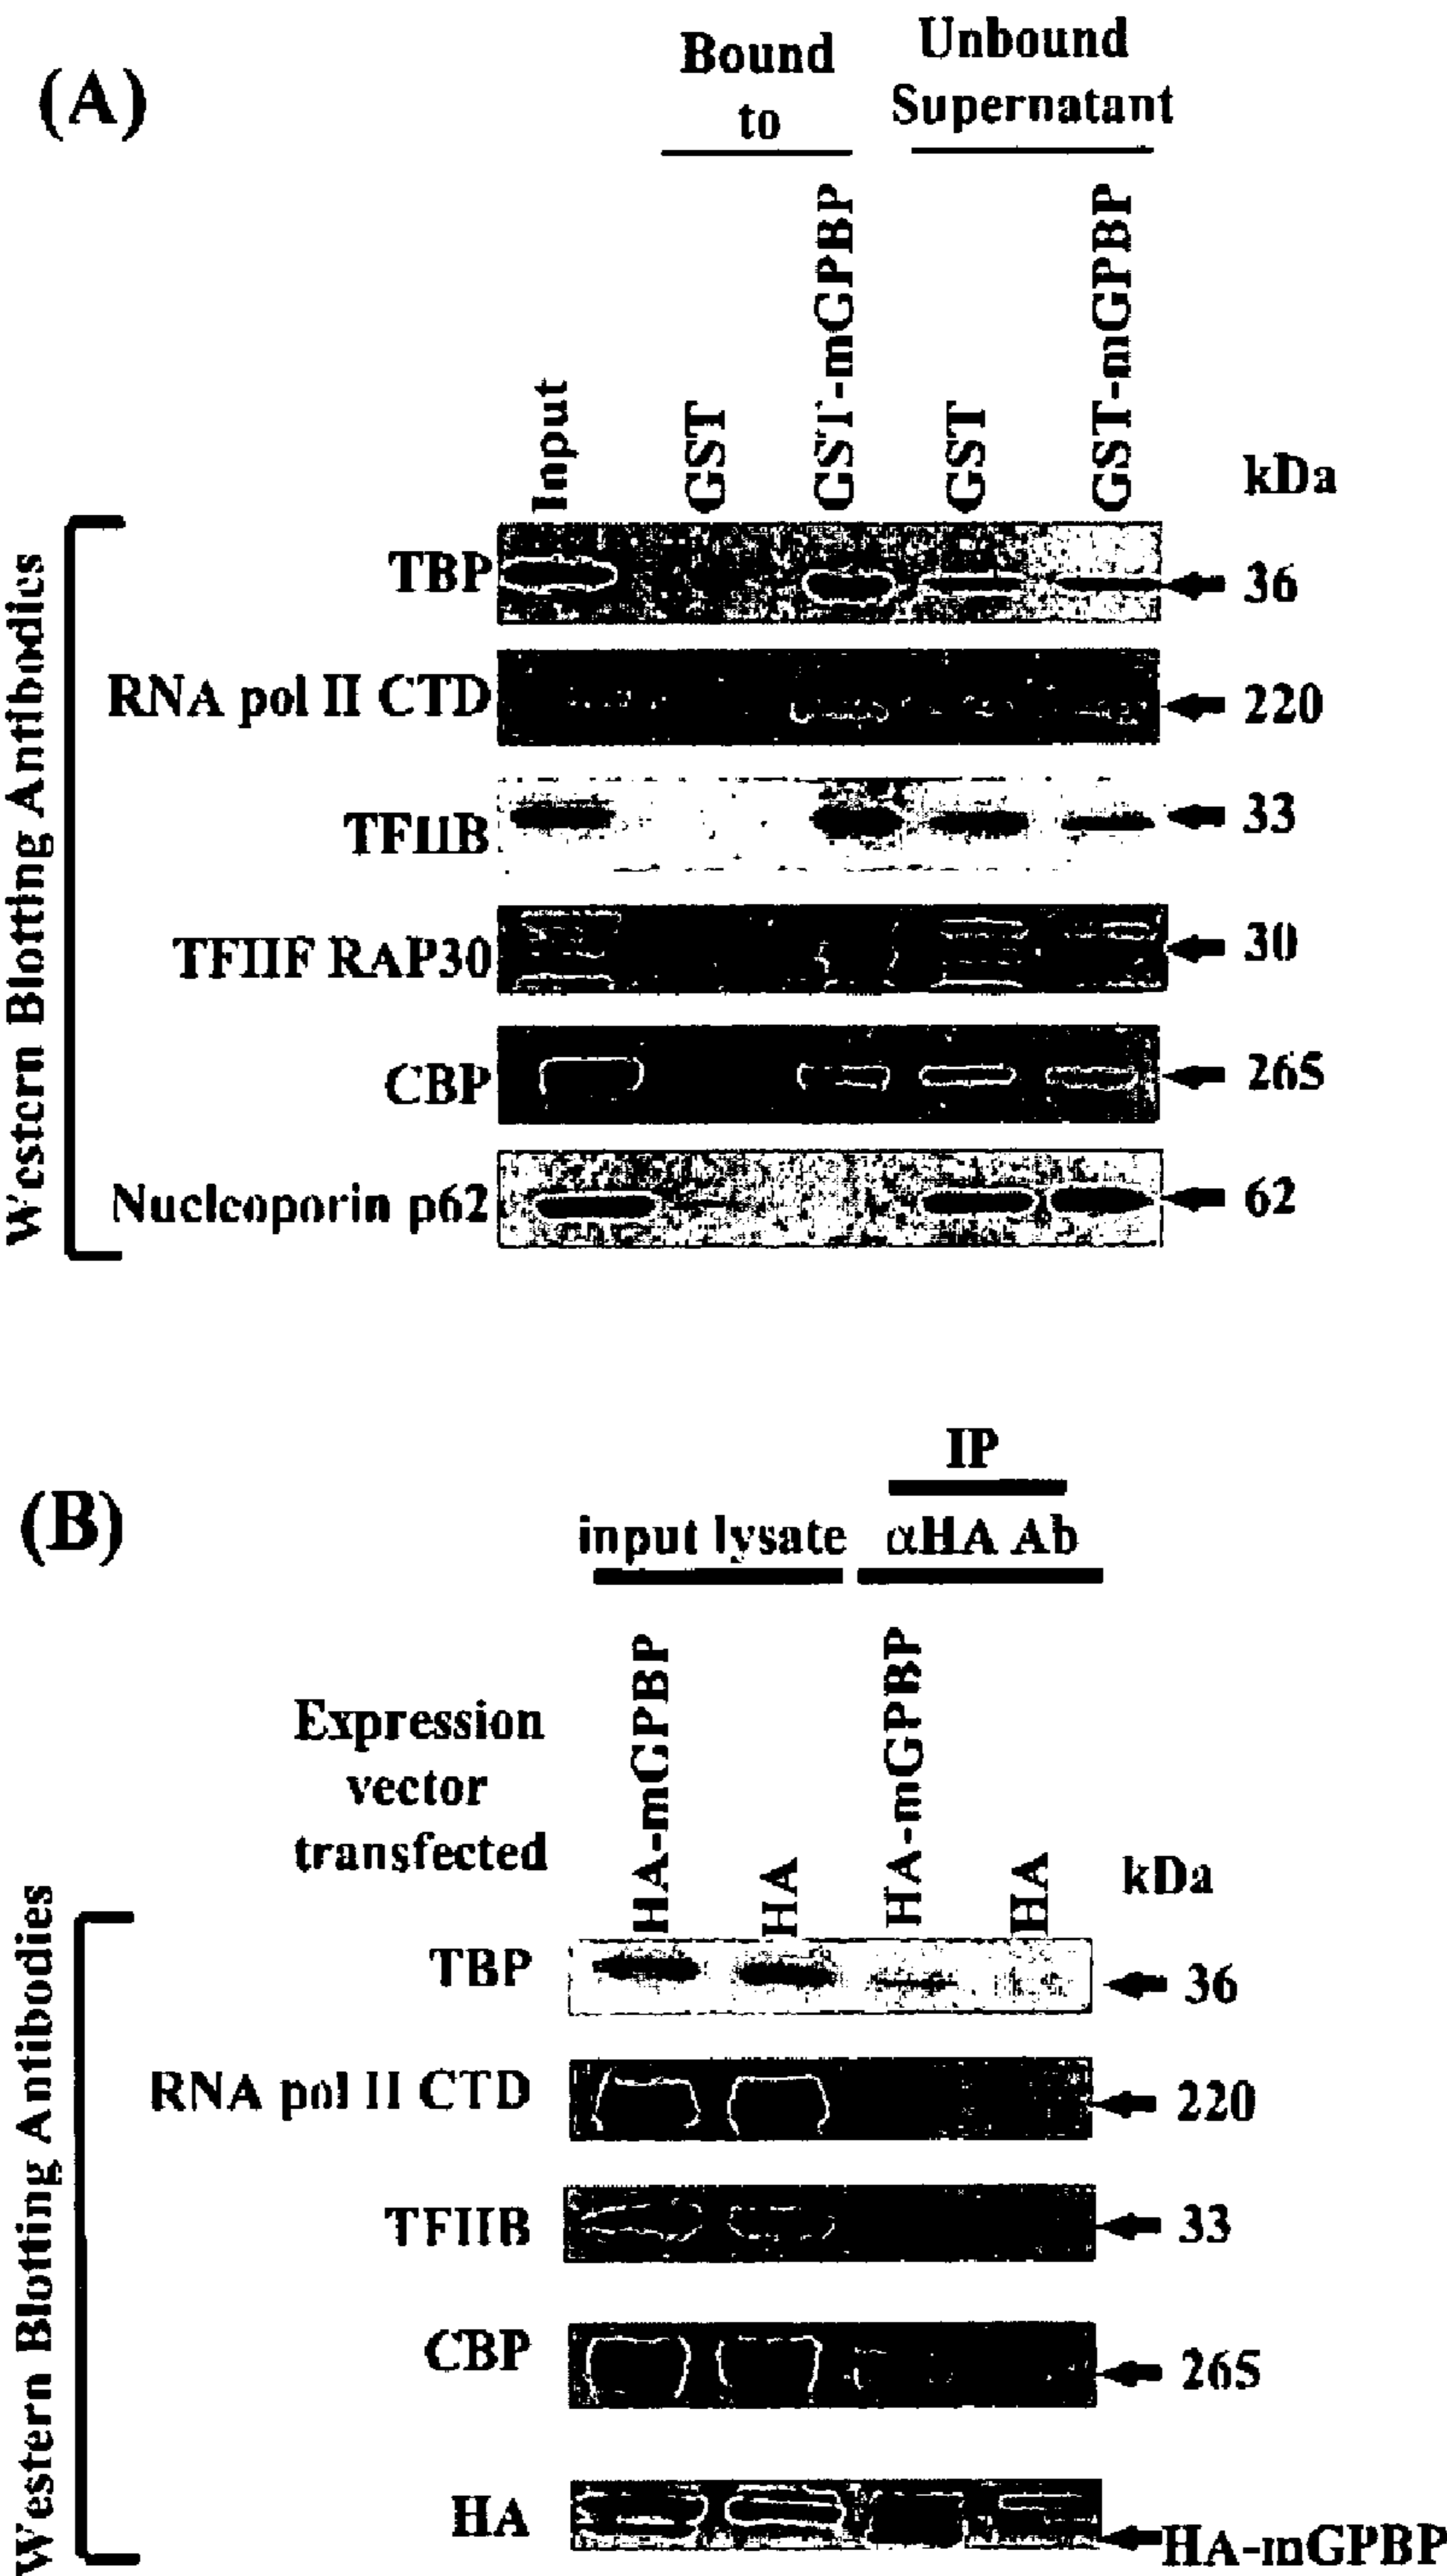 (A)
Bound
to
Unbound
Supernatant
Input
GST
GST-mGPBP
GST
GST-mGPBP
kDa
Western Blotting Antibodies
TBP
36
RNA pol II CTD
220
TFIIB
33
TFIIF RAP30
30
CBP
265
Nucleoporin p62
62
(B)
IP
input lysate
αHA Ab
Expression
vector
transfected
HA-mGPBP
HA
HA-mGPBP
HA
kDa
Western Blotting Antibodies
TBP
36
RNA pol II CTD
220
TFIIB
33
CBP
265
HA
HA-mGPBP